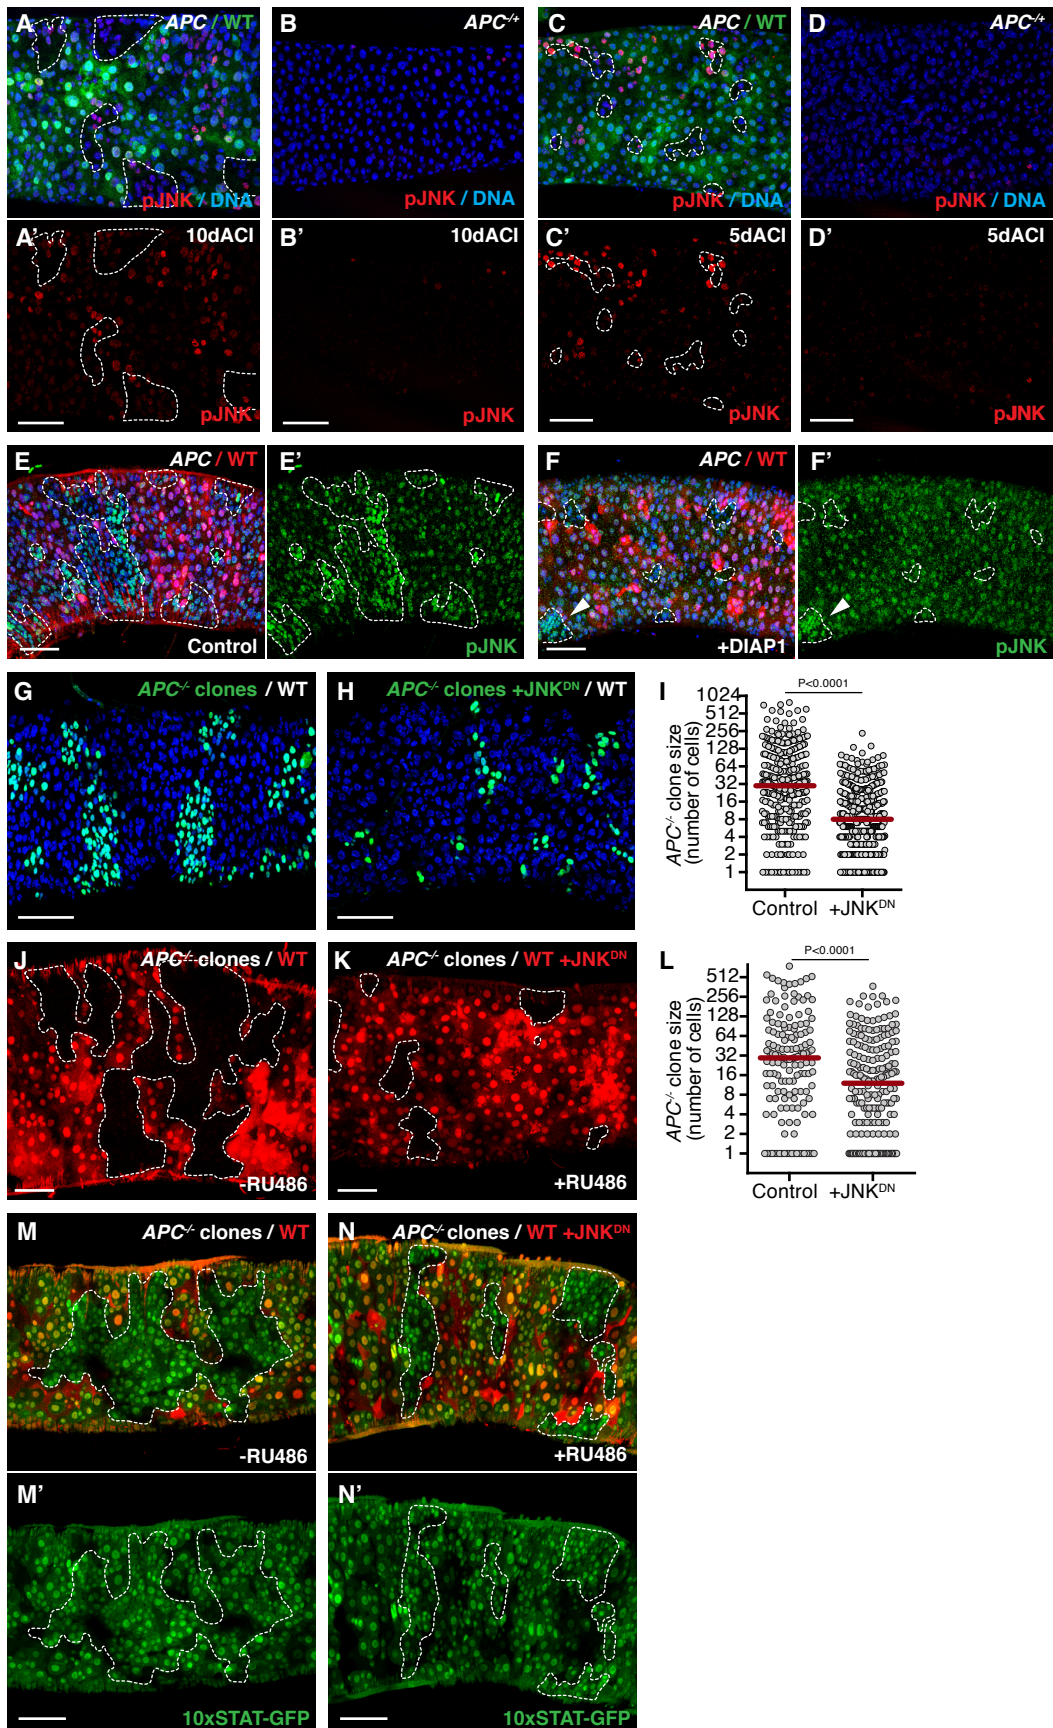 A APC / WT
pJNK / DNA
B APC-/+
pJNK / DNA
C APC / WT
pJNK / DNA
D APC-/+
pJNK / DNA
A' 10dACI
pJNK
B' 10dACI
pJNK
C' 5dACI
pJNK
D' 5dACI
pJNK
E APC / WT
Control
E'
pJNK
F APC / WT
+DIAP1
F'
pJNK
G APC-/- clones / WT
H APC-/- clones +JNKDN / WT
I
P<0.0001
APC-/- clone size
(number of cells)
1024
512
256
128
64
32
16
8
4
2
1
Control +JNKDN
J APC-/- clones / WT
-RU486
K APC-/- clones / WT +JNKDN
+RU486
L
P<0.0001
APC-/- clone size
(number of cells)
512
256
128
64
32
16
8
4
2
1
Control +JNKDN
M APC-/- clones / WT
-RU486
N APC-/- clones / WT +JNKDN
+RU486
M'
10xSTAT-GFP
N'
10xSTAT-GFP